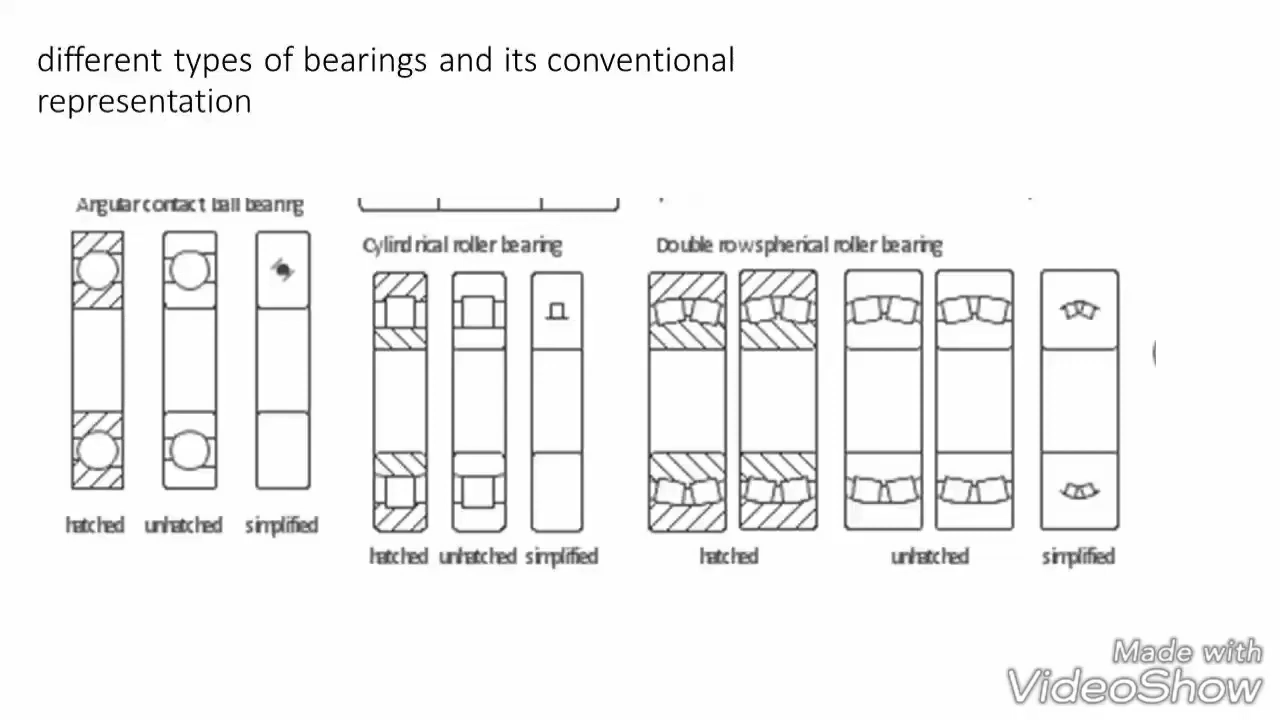 different types of bearings and its conventional
representation
Angular contact ball bearing
hatched unhatched simplified
Cylindrical roller bearing
hatched unhatched simplified
Double row spherical roller bearing
hatched unhatched simplified
Made with
VideoShow